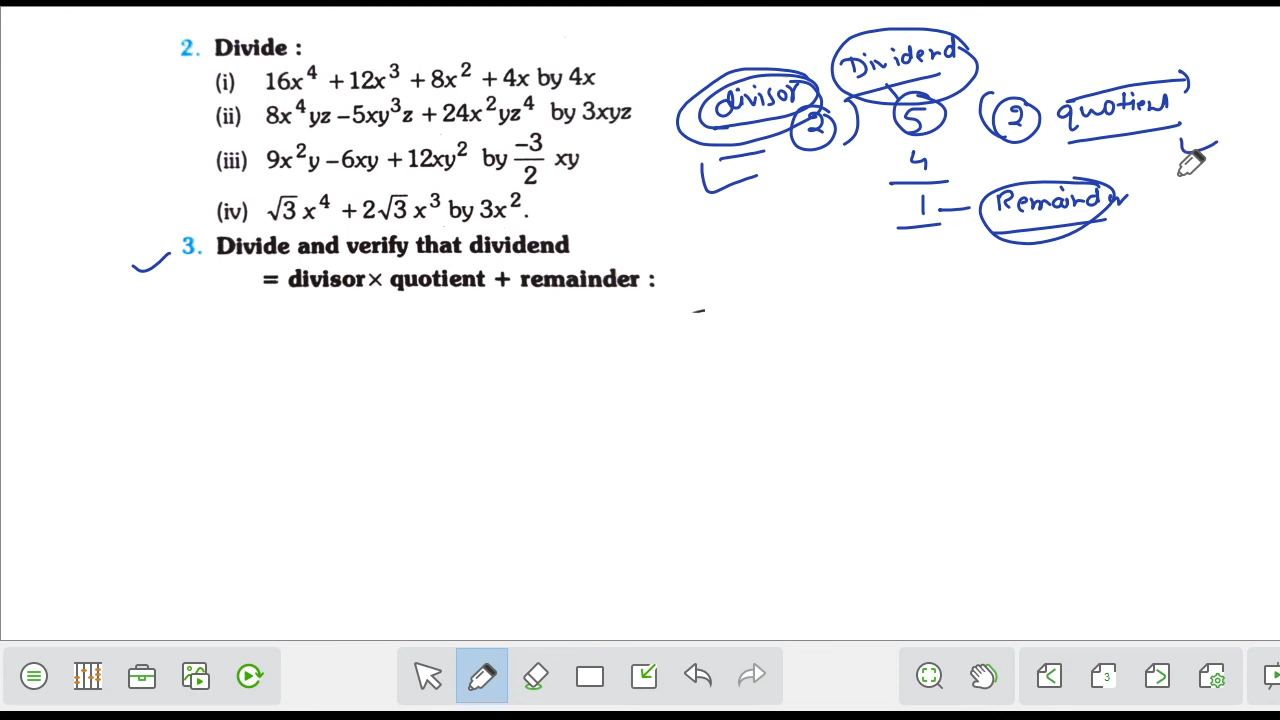 2. Divide :
(i) 16x⁴ + 12x³ + 8x² + 4x by 4x
(ii) 8x⁴yz – 5xy³z + 24x²yz⁴ by 3xyz
(iii) 9x²y – 6xy + 12xy² by –3/2 xy
(iv) √3 x⁴ + 2√3 x³ by 3x².
3. Divide and verify that dividend
= divisor × quotient + remainder :
Dividend
divisor 2 ) 5 ( 2 quotient
4
1 – Remainder
3